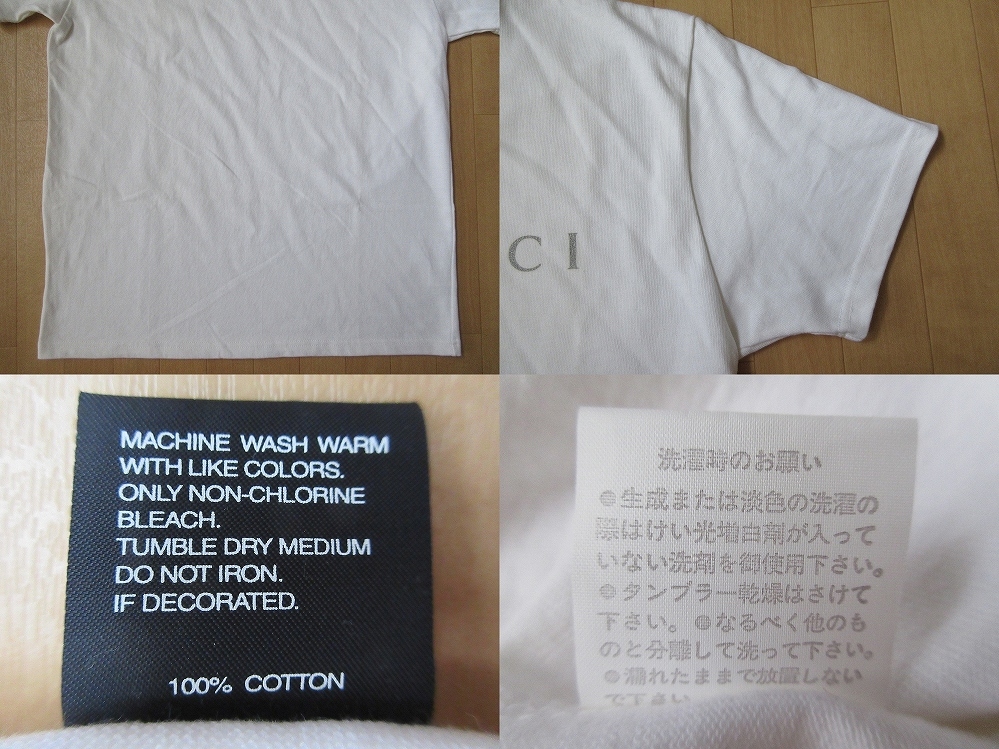 C I
MACHINE WASH WARM
WITH LIKE COLORS.
ONLY NON-CHLORINE
BLEACH.
TUMBLE DRY MEDIUM
DO NOT IRON.
IF DECORATED.
100% COTTON
洗濯時のお願い
●生成または淡色の洗濯の
際はけい光増白剤が入って
いない洗剤を御使用下さい。
●タンブラー乾燥はさけて
下さい。●なるべく他のも
のと分離して洗って下さい。
●濡れたままで放置しない
で下さい